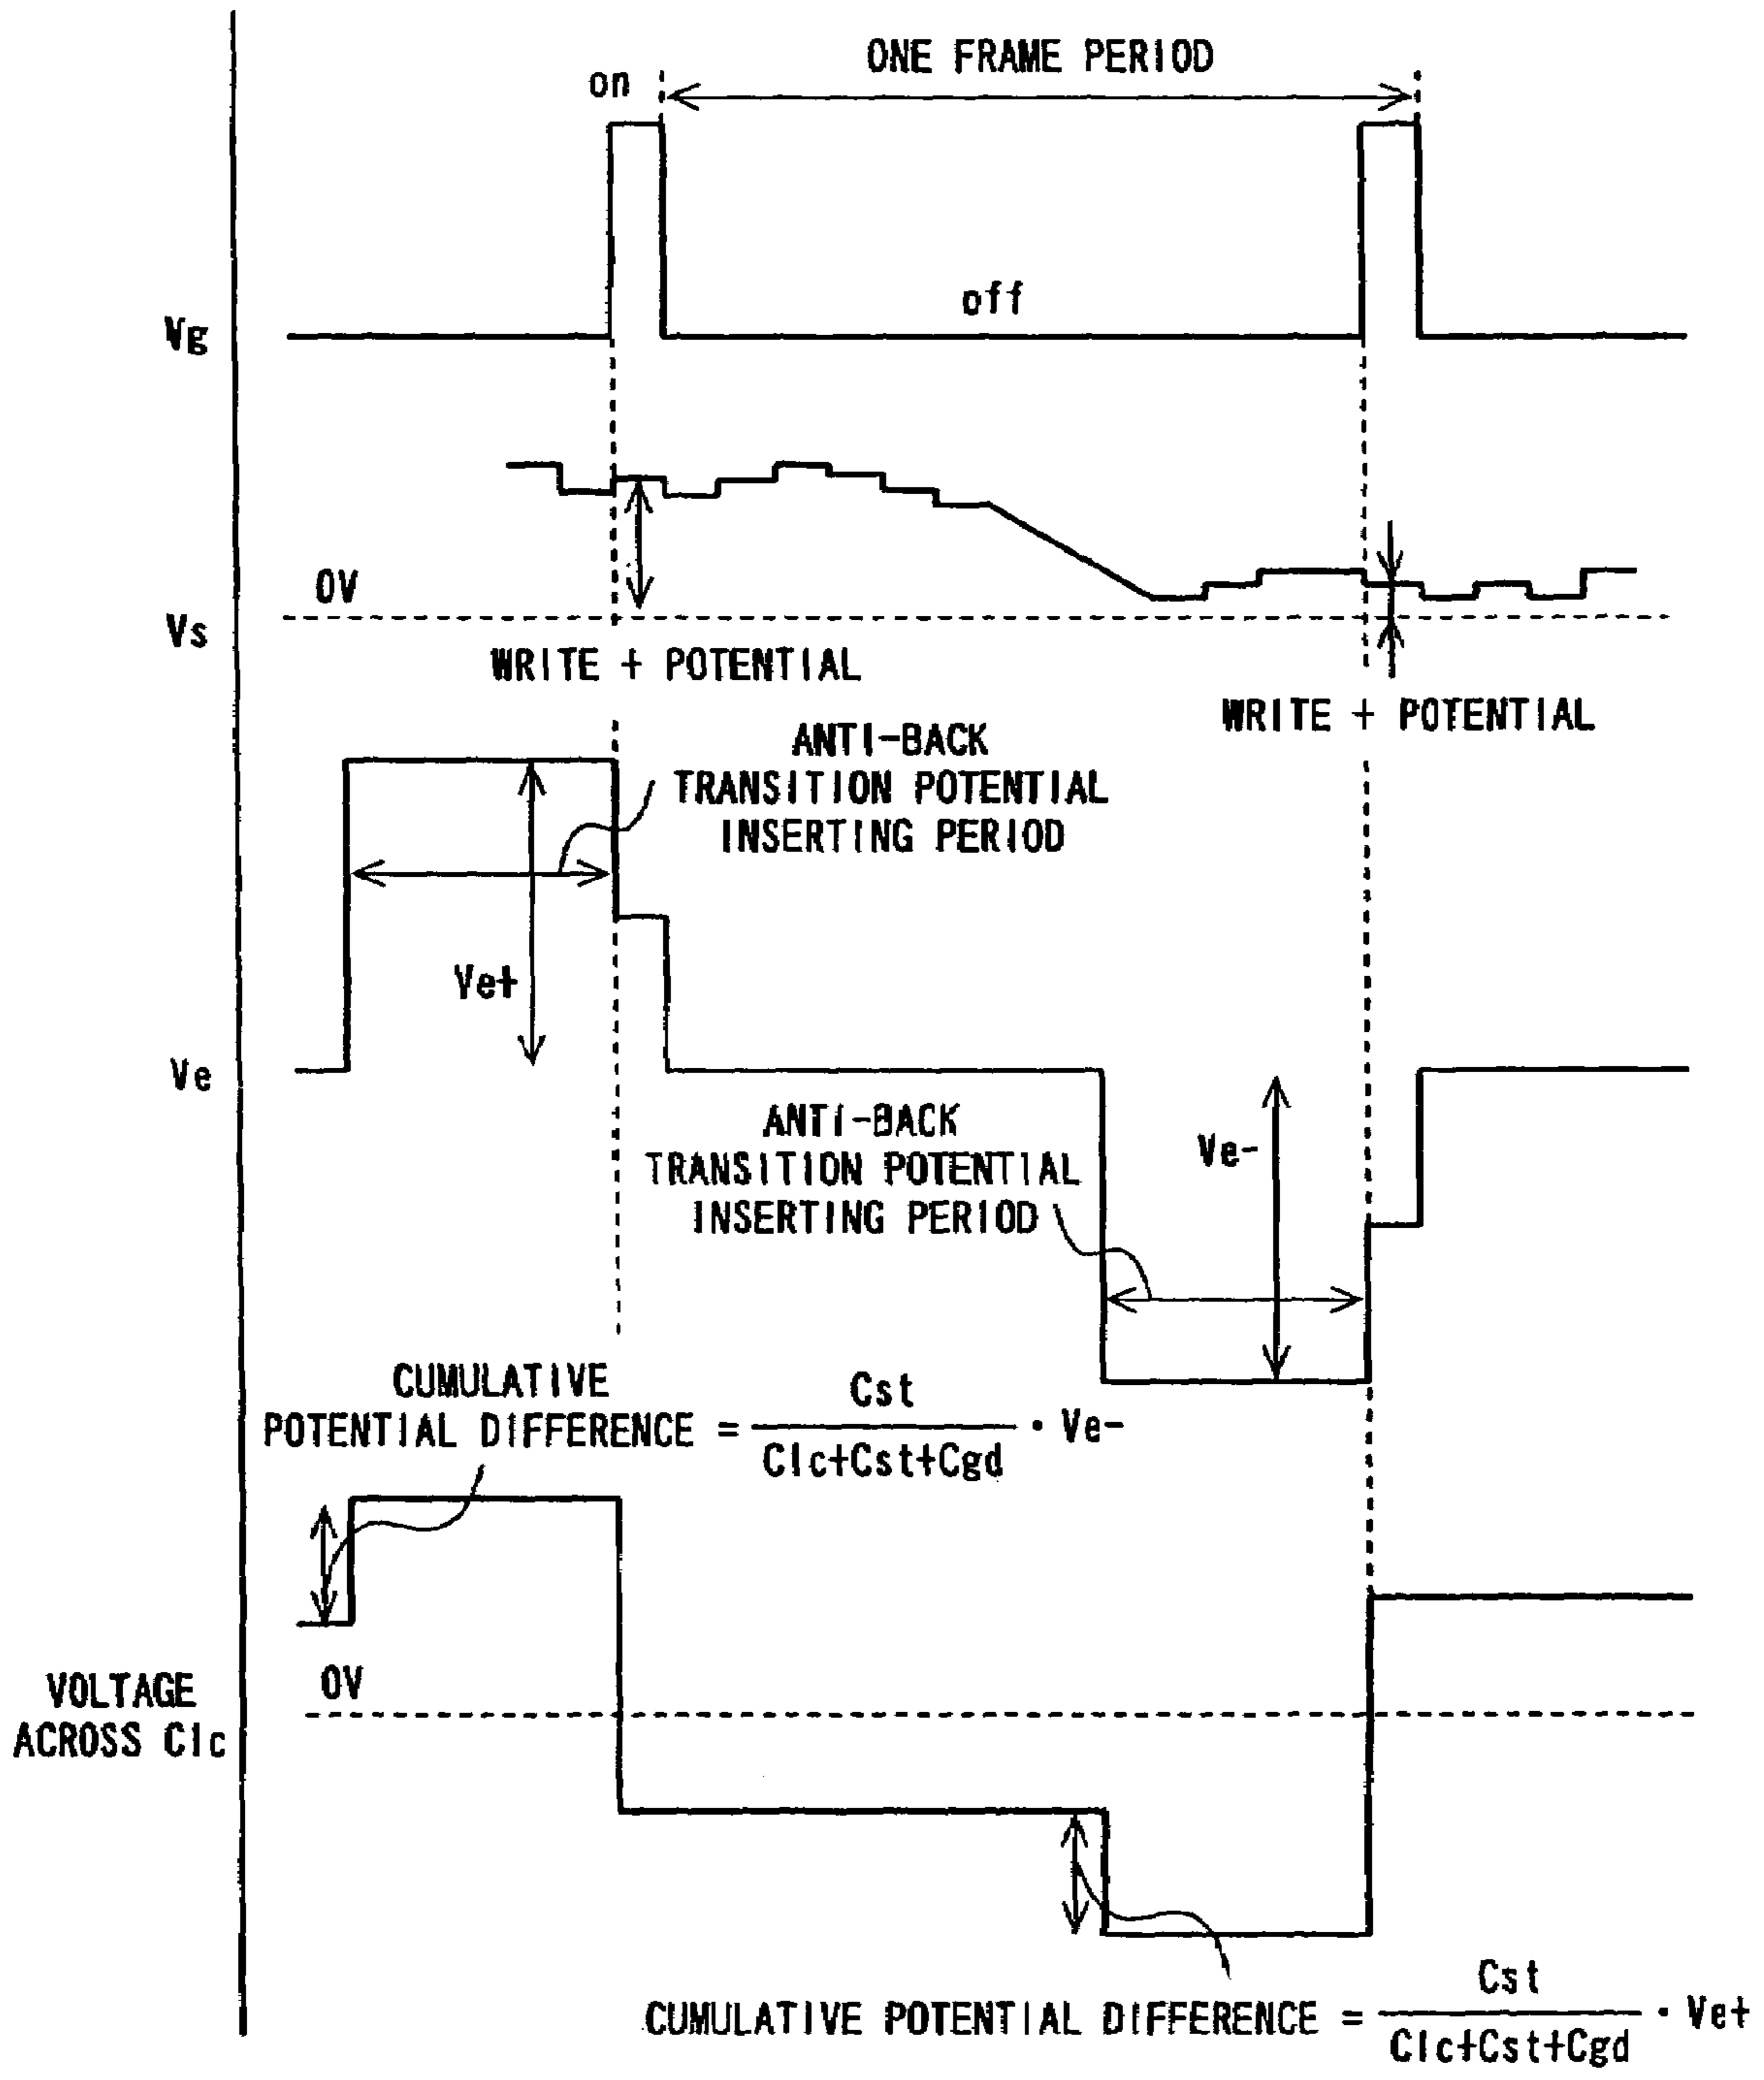 ONE FRAME PERIOD
on
off
Vg
0V
Vs
WRITE + POTENTIAL
WRITE + POTENTIAL
ANTI-BACK
TRANSITION POTENTIAL
INSERTING PERIOD
Ve+
Ve
ANTI-BACK
TRANSITION POTENTIAL
INSERTING PERIOD
Ve-
CUMULATIVE
POTENTIAL DIFFERENCE = Cst / Clc+Cst+Cgd · Ve-
0V
VOLTAGE
ACROSS Clc
CUMULATIVE POTENTIAL DIFFERENCE = Cst / Clc+Cst+Cgd · Ve+